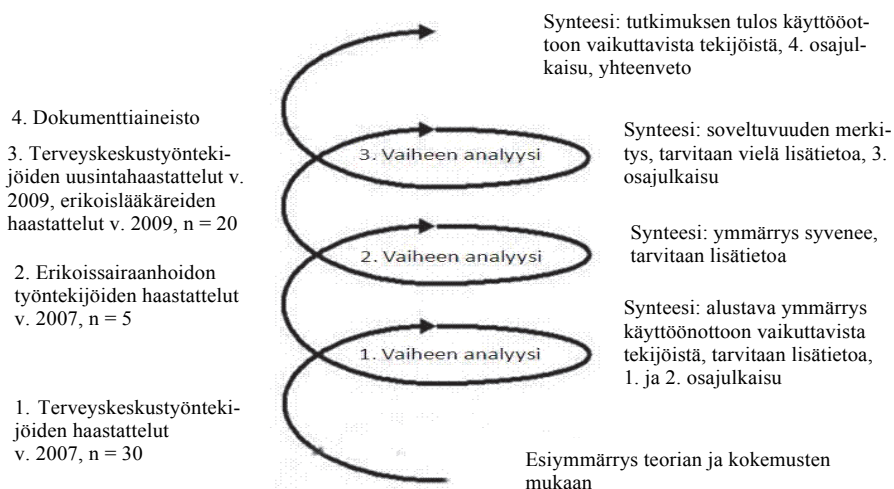 Synteesi: tutkimuksen tulos käyttööot-
toon vaikuttavista tekijöistä, 4. osajul-
kaisu, yhteenveto
4. Dokumenttiaineisto
3. Terveyskeskustyönteki-
jöiden uusintahaastattelut v.
2009, erikoislääkäreiden
haastattelut v. 2009, n = 20
3. Vaiheen analyysi
Synteesi: soveltuvuuden merki-
tys, tarvitaan vielä lisätietoa, 3.
osajulkaisu
2. Erikoissairaanhoidon
työntekijöiden haastattelut
v. 2007, n = 5
2. Vaiheen analyysi
Synteesi: ymmärrys syvenee,
tarvitaan lisätietoa
1. Vaiheen analyysi
Synteesi: alustava ymmärrys
käyttöönottoon vaikuttavista
tekijöistä, tarvitaan lisätietoa,
1. ja 2. osajulkaisu
1. Terveyskeskustyönteki-
jöiden haastattelut
v. 2007, n = 30
Esiymmärrys teorian ja kokemusten
mukaan